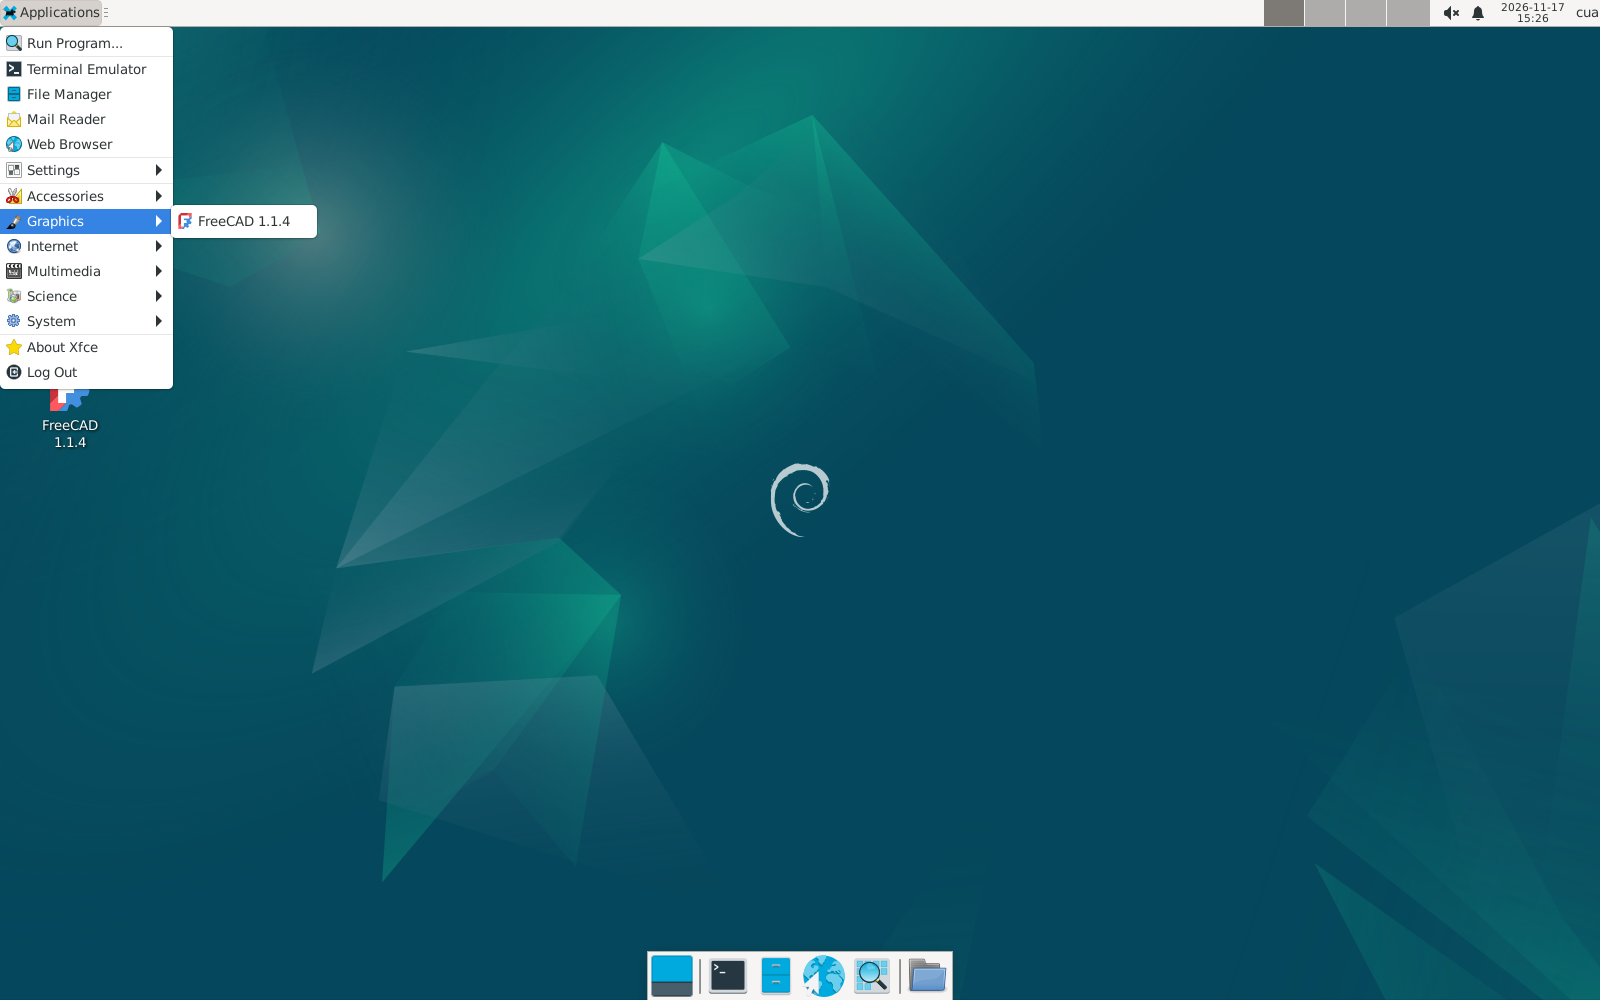 Applications
2026-11-17
15:26
cua
Run Program...
Terminal Emulator
File Manager
Mail Reader
Web Browser
Settings
Accessories
Graphics
FreeCAD 1.1.4
Internet
Multimedia
Science
System
About Xfce
Log Out
FreeCAD
1.1.4